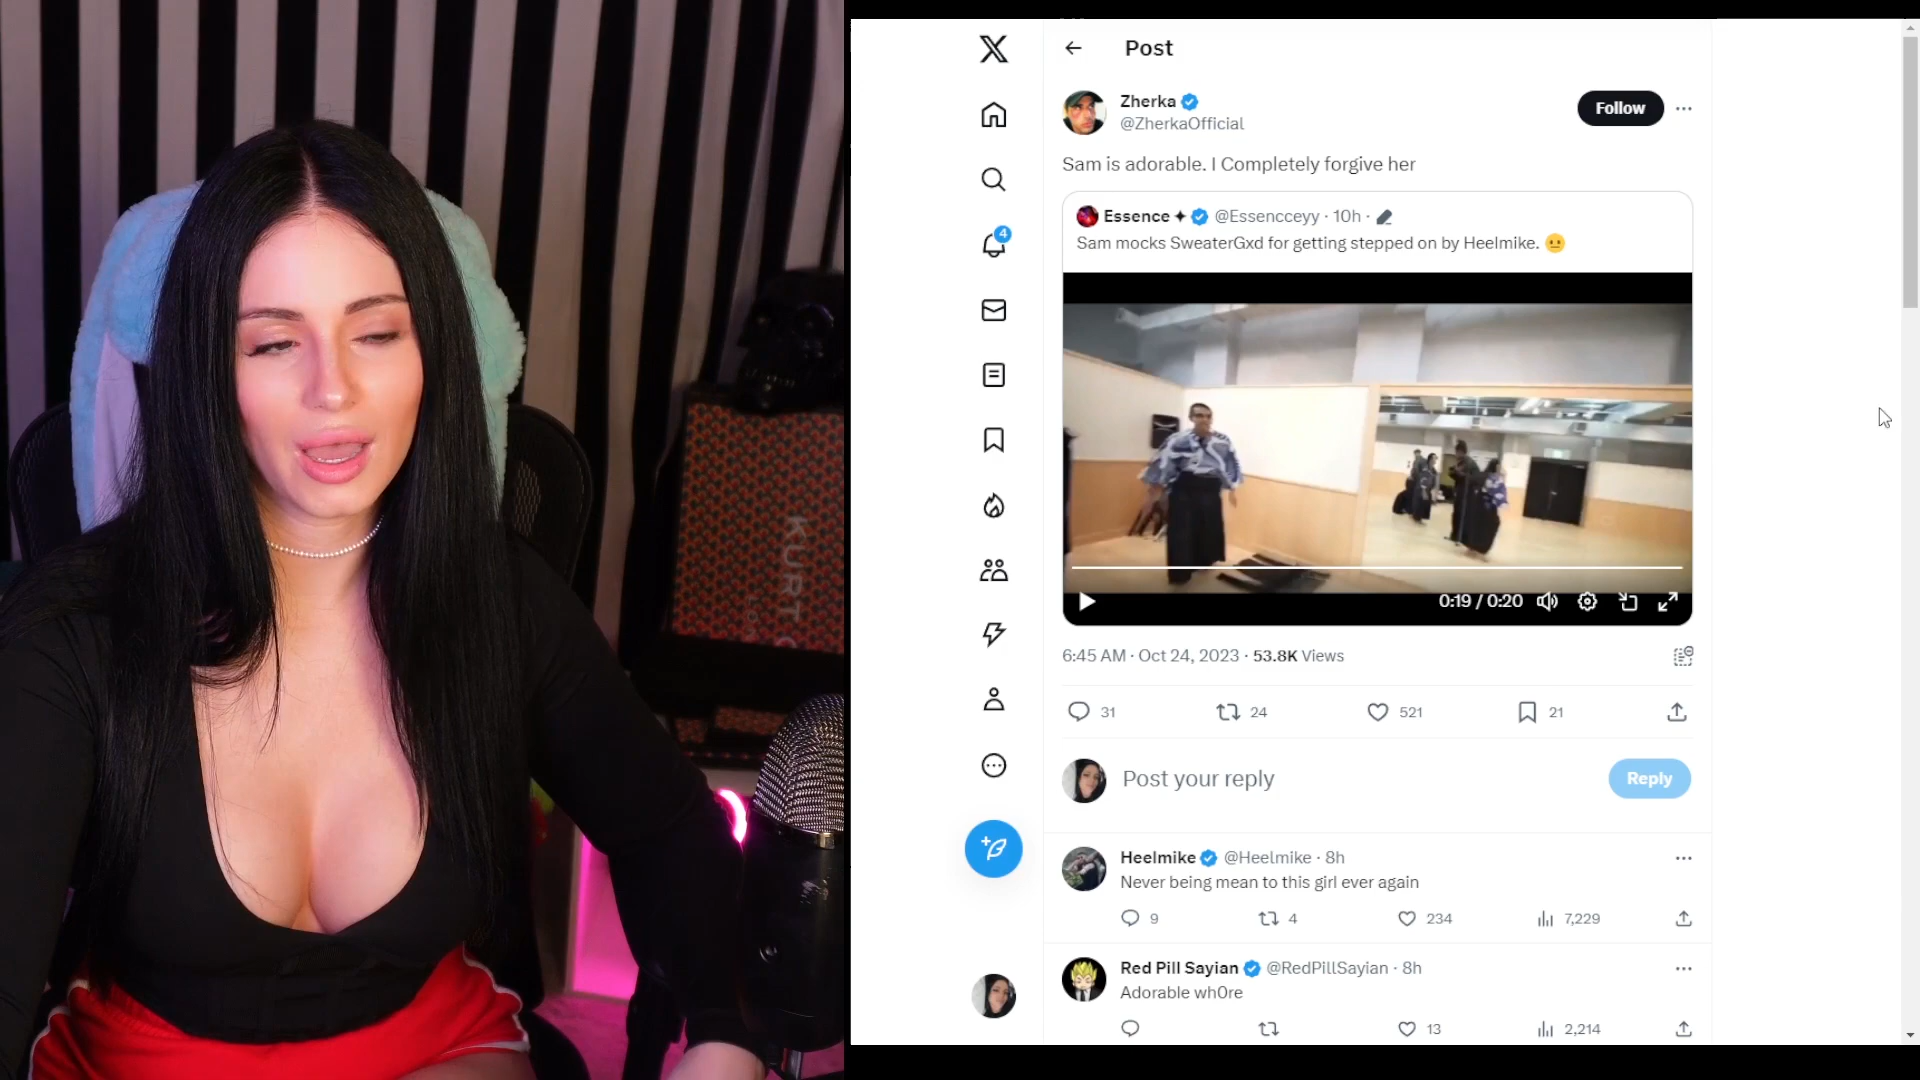 Post
Zherka
@ZherkaOfficial
Follow
Sam is adorable. I Completely forgive her
Essence ✦ @Essencceyy · 10h ·
Sam mocks SweaterGxd for getting stepped on by Heelmike. 😐
4
0:19 / 0:20
6:45 AM · Oct 24, 2023 · 53.8K Views
31 24 521 21
Post your reply
Reply
Heelmike @Heelmike · 8h
Never being mean to this girl ever again
9 4 234 7,229
Red Pill Sayian @RedPillSayian · 8h
Adorable wh0re
13 2,214
KURT